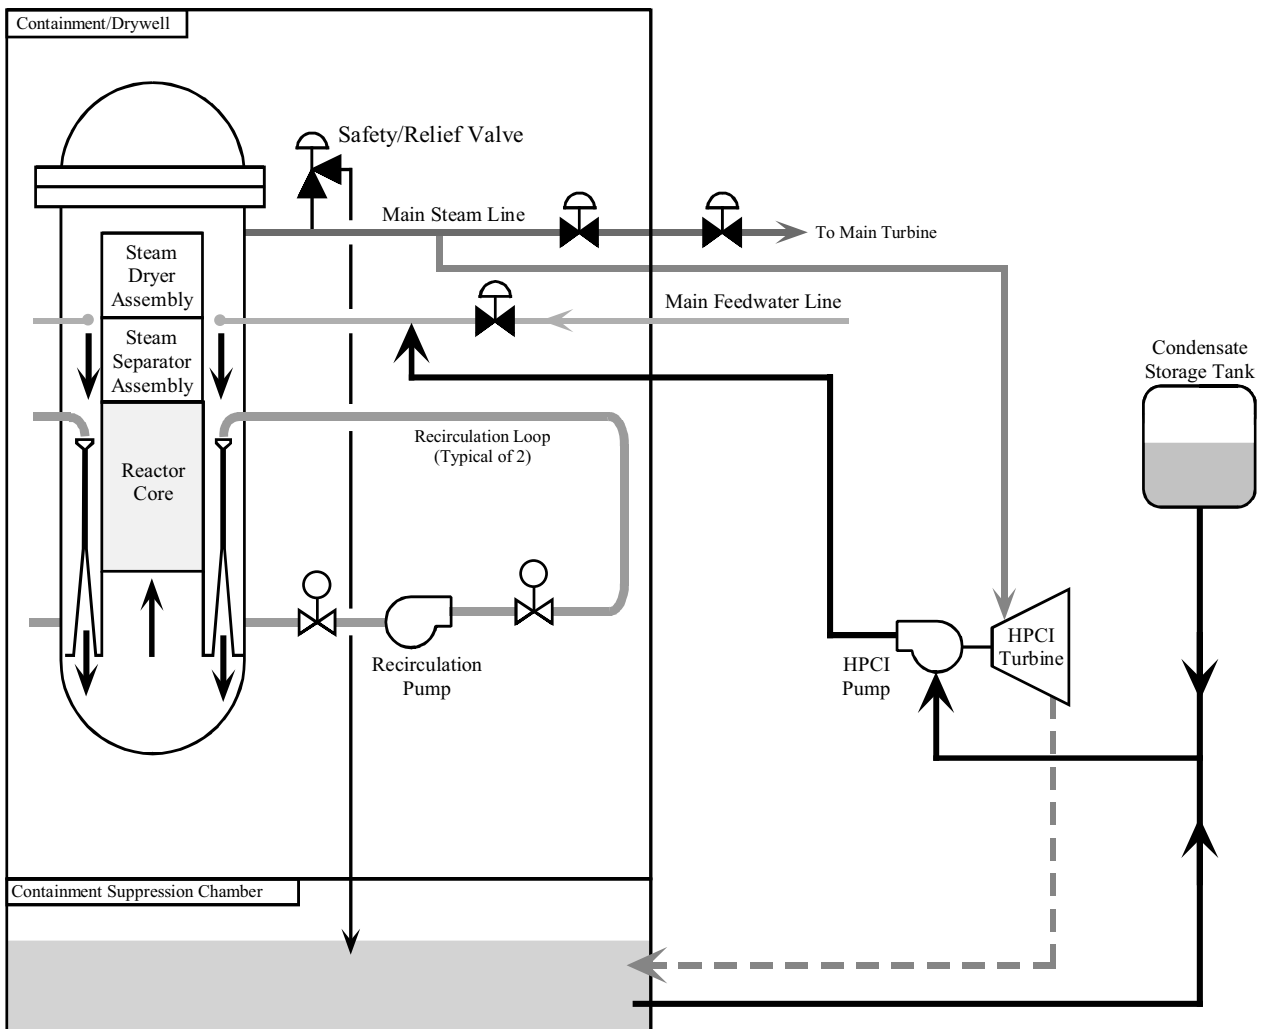 Containment/Drywell
Safety/Relief Valve
Main Steam Line
To Main Turbine
Steam
Dryer
Assembly
Main Feedwater Line
Steam
Separator
Assembly
Condensate
Storage Tank
Recirculation Loop
(Typical of 2)
Reactor
Core
Recirculation
Pump
HPCI
Pump
HPCI
Turbine
Containment Suppression Chamber